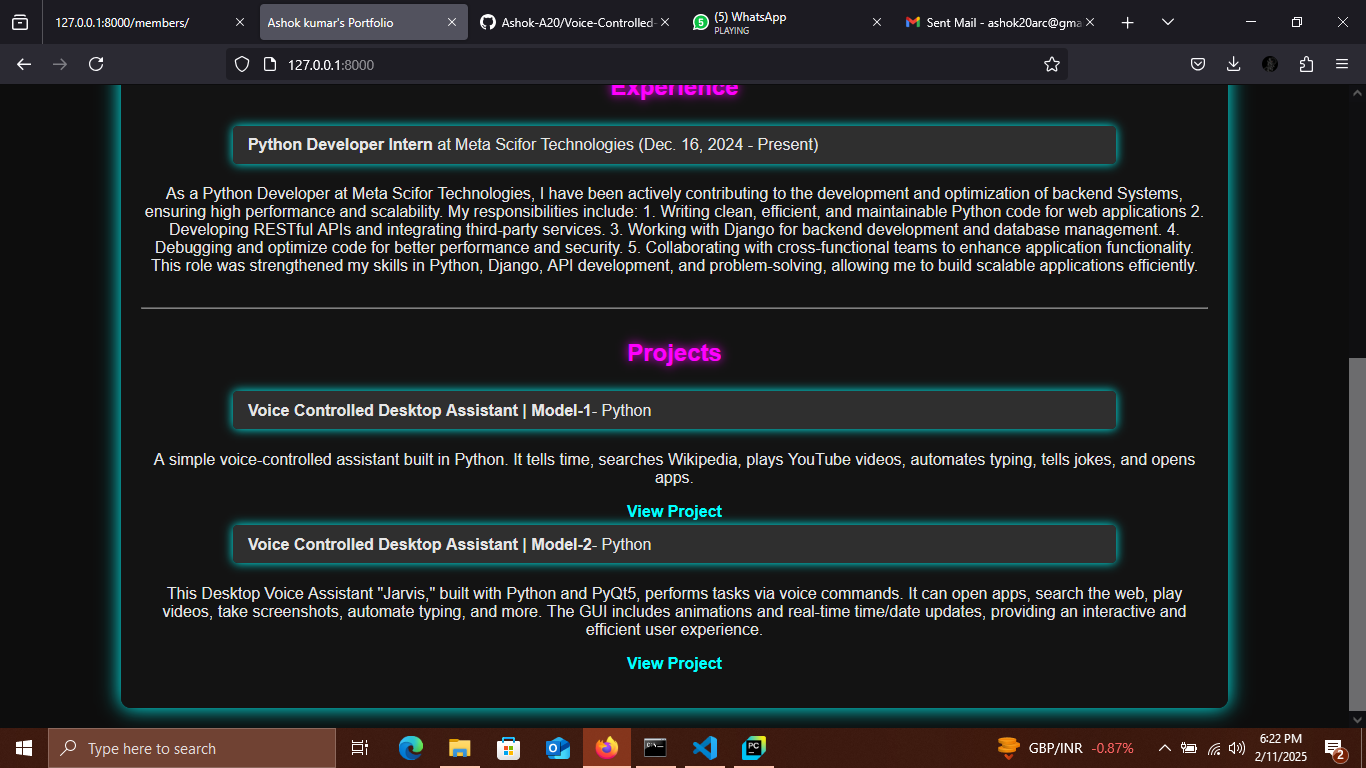 127.0.0.1:8000/members/
Ashok kumar's Portfolio
Ashok-A20/Voice-Controlled-
(5) WhatsApp
PLAYING
Sent Mail - ashok20arc@gma
127.0.0.1:8000
Experience
Python Developer Intern at Meta Scifor Technologies (Dec. 16, 2024 - Present)
As a Python Developer at Meta Scifor Technologies, I have been actively contributing to the development and optimization of backend Systems,
ensuring high performance and scalability. My responsibilities include: 1. Writing clean, efficient, and maintainable Python code for web applications 2.
Developing RESTful APIs and integrating third-party services. 3. Working with Django for backend development and database management. 4.
Debugging and optimize code for better performance and security. 5. Collaborating with cross-functional teams to enhance application functionality.
This role was strengthened my skills in Python, Django, API development, and problem-solving, allowing me to build scalable applications efficiently.
Projects
Voice Controlled Desktop Assistant | Model-1- Python
A simple voice-controlled assistant built in Python. It tells time, searches Wikipedia, plays YouTube videos, automates typing, tells jokes, and opens
apps.
View Project
Voice Controlled Desktop Assistant | Model-2- Python
This Desktop Voice Assistant "Jarvis," built with Python and PyQt5, performs tasks via voice commands. It can open apps, search the web, play
videos, take screenshots, automate typing, and more. The GUI includes animations and real-time time/date updates, providing an interactive and
efficient user experience.
View Project
Type here to search
GBP/INR -0.87%
6:22 PM
2/11/2025
2